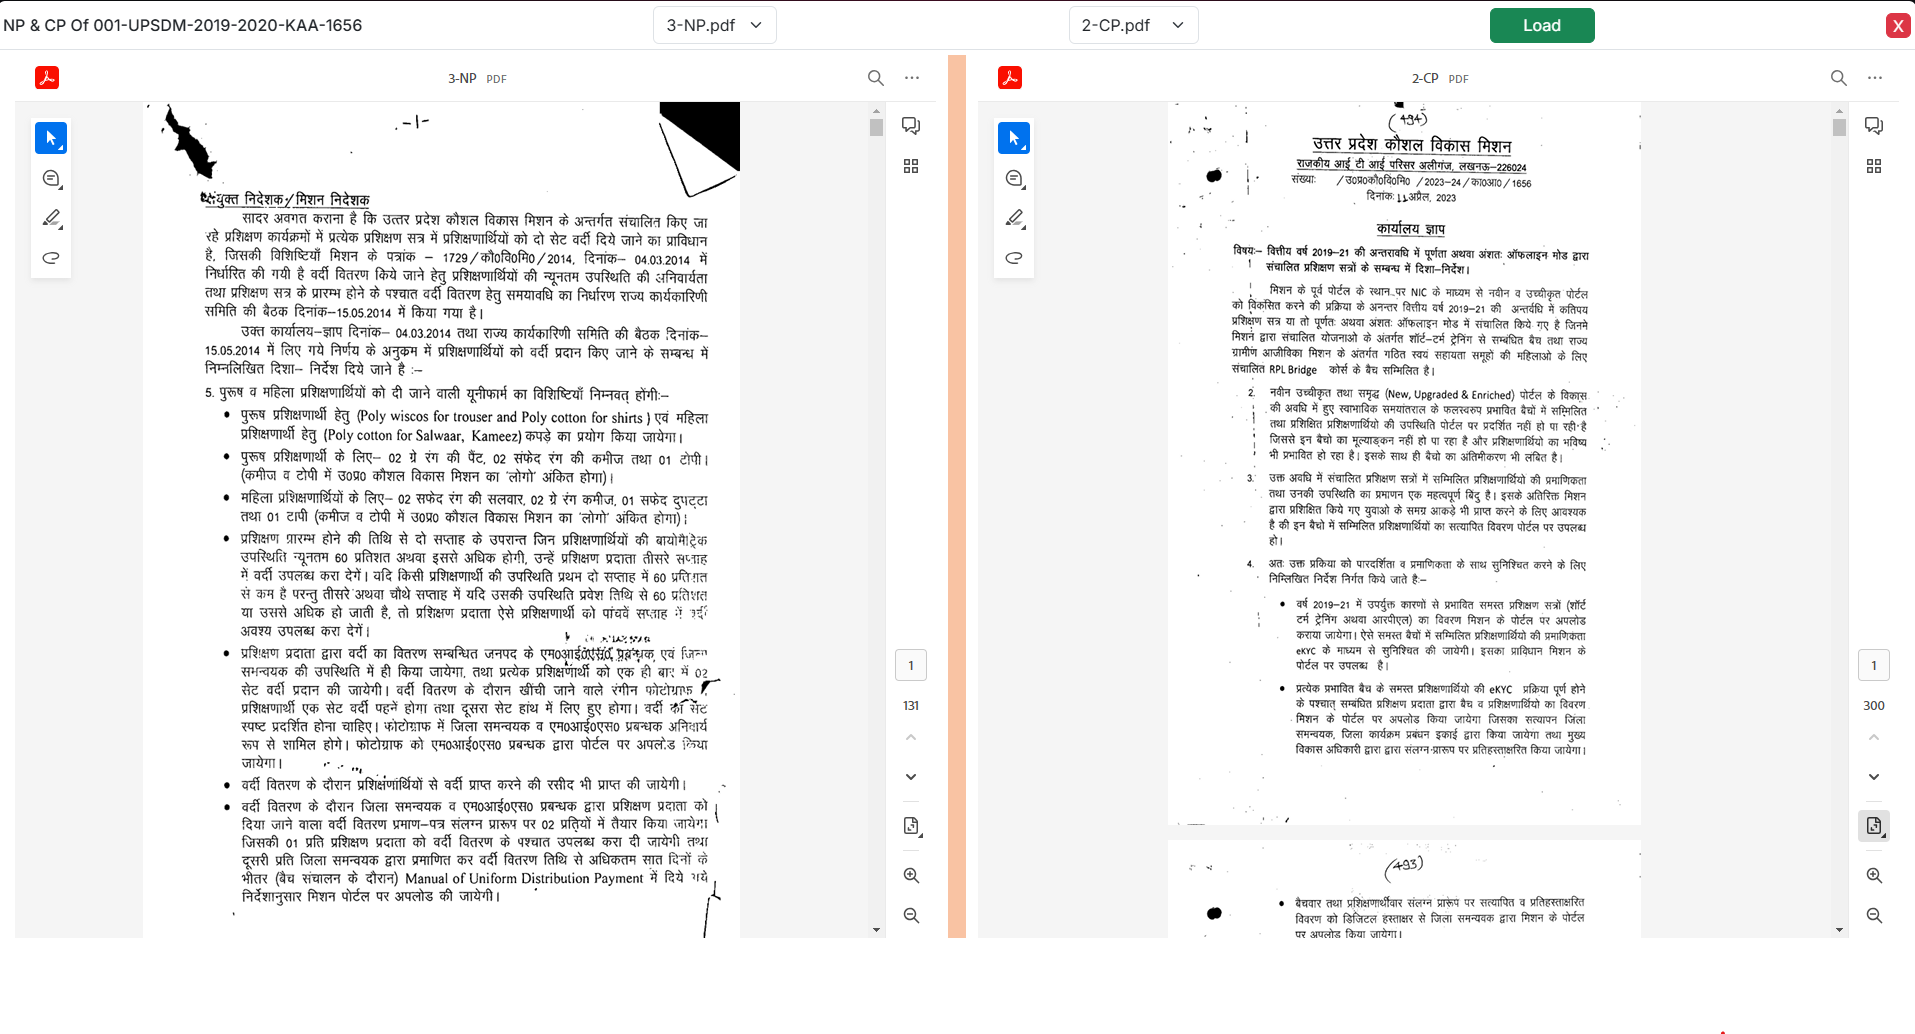 NP & CP Of 001-UPSDM-2019-2020-KAA-1656
3-NP.pdf
2-CP.pdf
Load
X
3-NP PDF
-1-
युक्त निदेशक/मिशन निदेशक
सादर अवगत कराना है कि उत्तर प्रदेश कौशल विकास मिशन के अन्तर्गत संचालित किए जा
रहे प्रशिक्षण कार्यक्रमों में प्रत्येक प्रशिक्षण सत्र में प्रशिक्षणार्थियों को दो सेट वर्दी दिये जाने का प्राविधान
है, जिसकी विशिष्टियाँ मिशन के पत्रांक – 1729/कौ0वि0मि0/2014, दिनांक– 04.03.2014 में
निर्धारित की गयी है वर्दी वितरण किये जाने हेतु प्रशिक्षणार्थियों की न्यूनतम उपस्थिति की अनिवार्यता
तथा प्रशिक्षण सत्र के प्रारम्भ होने के पश्चात वर्दी वितरण हेतु समयावधि का निर्धारण राज्य कार्यकारिणी
समिति की बैठक दिनांक–15.05.2014 में किया गया है।
उक्त कार्यालय–ज्ञाप दिनांक– 04.03.2014 तथा राज्य कार्यकारिणी समिति की बैठक दिनांक–
15.05.2014 में लिए गये निर्णय के अनुक्रम में प्रशिक्षणार्थियों को वर्दी प्रदान किए जाने के सम्बन्ध में
निम्नलिखित दिशा– निर्देश दिये जाने है :–
5. पुरूष व महिला प्रशिक्षणार्थियों को दी जाने वाली यूनीफार्म का विशिष्टियाँ निम्नवत् होंगी:–
• पुरूष प्रशिक्षणार्थी हेतु (Poly wiscos for trouser and Poly cotton for shirts ) एवं महिला
प्रशिक्षणार्थी हेतु (Poly cotton for Salwaar, Kameez) कपड़े का प्रयोग किया जायेगा।
• पुरूष प्रशिक्षणार्थी के लिए– 02 ग्रे रंग की पैंट, 02 संफेद रंग की कमीज तथा 01 टोपी।
(कमीज व टोपी में उ0प्र0 कौशल विकास मिशन का 'लोगो' अंकित होगा)।
• महिला प्रशिक्षणार्थियों के लिए– 02 सफेद रंग की सलवार, 02 ग्रे रंग कमीज, 01 सफेद दुपट्टा
तथा 01 टापी (कमीज व टोपी में उ0प्र0 कौशल विकास मिशन का 'लोगो' अंकित होगा)।
• प्रशिक्षण प्रारम्भ होने की तिथि से दो सप्ताह के उपरान्त जिन प्रशिक्षणार्थियों की बायोमैट्रिक
उपस्थिति न्यूनतम 60 प्रतिशत अथवा इससे अधिक होगी, उन्हें प्रशिक्षण प्रदाता तीसरे सप्ताह
में वर्दी उपलब्ध करा देगें। यदि किसी प्रशिक्षणार्थी की उपस्थिति प्रथम दो सप्ताह में 60 प्रतिशत
से कम है परन्तु तीसरे अथवा चौथे सप्ताह में यदि उसकी उपस्थिति प्रवेश तिथि से 60 प्रतिशत
या उससे अधिक हो जाती है, तो प्रशिक्षण प्रदाता ऐसे प्रशिक्षणार्थी को पांचवें सप्ताह में वर्दी
अवश्य उपलब्ध करा देगें।
• प्रशिक्षण प्रदाता द्वारा वर्दी का वितरण सम्बन्धित जनपद के एम0आई0एस0 प्रबन्धक, एवं जिला
समन्वयक की उपस्थिति में ही किया जायेगा, तथा प्रत्येक प्रशिक्षणार्थी को एक ही बार में 02
सेट वर्दी प्रदान की जायेगी। वर्दी वितरण के दौरान खींची जाने वाले रंगीन फोटोग्राफ
प्रशिक्षणार्थी एक सेट वर्दी पहनें होगा तथा दूसरा सेट हांथ में लिए हुए होगा। वर्दी का सेट
स्पष्ट प्रदर्शित होना चाहिए। फोटोग्राफ में जिला समन्वयक व एम0आई0एस0 प्रबन्धक अनिवार्य
रूप से शामिल होगे। फोटोग्राफ को एम0आई0एस0 प्रबन्धक द्वारा पोर्टल पर अपलोड किया
जायेगा।
• वर्दी वितरण के दौरान प्रशिक्षणार्थियों से वर्दी प्राप्त करने की रसीद भी प्राप्त की जायेगी।
• वर्दी वितरण के दौरान जिला समन्वयक व एम0आई0एस0 प्रबन्धक द्वारा प्रशिक्षण प्रदाता को
दिया जाने वाला वर्दी वितरण प्रमाण–पत्र संलग्न प्रारूप पर 02 प्रतियों में तैयार किया जायेगा
जिसकी 01 प्रति प्रशिक्षण प्रदाता को वर्दी वितरण के पश्चात उपलब्ध करा दी जायेगी तथा
दूसरी प्रति जिला समन्वयक द्वारा प्रमाणित कर वर्दी वितरण तिथि से अधिकतम सात दिनों के
भीतर (बैच संचालन के दौरान) Manual of Uniform Distribution Payment में दिये गये
निर्देशानुसार मिशन पोर्टल पर अपलोड की जायेगी।
1
131
2-CP PDF
(494)
उत्तर प्रदेश कौशल विकास मिशन
राजकीय आई टी आई परिसर अलीगंज, लखनऊ–226024
संख्याः /उ0प्र0कौ0वि0मि0 /2023–24/का0आ0/1656
दिनांकः 11 अप्रैल, 2023
कार्यालय ज्ञाप
विषयः– वित्तीय वर्ष 2019–21 की अन्तरावधि में पूर्णता अथवा अंशतः ऑफलाइन मोड द्वारा
संचालित प्रशिक्षण सत्रों के सम्बन्ध में दिशा–निर्देश।
मिशन के पूर्व पोर्टल के स्थान पर NIC के माध्यम से नवीन व उच्चीकृत पोर्टल
को विकसित करने की प्रक्रिया के अनन्तर वित्तीय वर्ष 2019–21 की अन्तर्वधि में कतिपय
प्रशिक्षण सत्र या तो पूर्णतः अथवा अंशतः ऑफलाइन मोड में संचालित किये गए है जिनमे
मिशन द्वारा संचालित योजनाओ के अंतर्गत शॉर्ट–टर्म ट्रेनिंग से सम्बंधित बैच तथा राज्य
ग्रामीण आजीविका मिशन के अंतर्गत गठित स्वयं सहायता समूहों की महिलाओ के लिए
संचालित RPL Bridge कोर्स के बैच सम्मिलित है।
2. नवीन उच्चीकृत तथा समृद्ध (New, Upgraded & Enriched) पोर्टल के विकास
की अवधि में हुए स्वाभाविक समयांतराल के फलस्वरुप प्रभावित बैचों में सम्मिलित
तथा प्रशिक्षित प्रशिक्षणार्थियो की उपस्थिति पोर्टल पर प्रदर्शित नहीं हो पा रही है
जिससे इन बैचो का मूल्याङ्कन नहीं हो पा रहा है और प्रशिक्षणार्थियो का भविष्य
भी प्रभावित हो रहा है। इसके साथ ही बैचो का अंतिमीकरण भी लंबित है।
3. उक्त अवधि में संचालित प्रशिक्षण सत्रों में सम्मिलित प्रशिक्षणार्थियो की प्रमाणिकता
तथा उनकी उपस्थिति का प्रमाणन एक महत्वपूर्ण बिंदु है। इसके अतिरिक्त मिशन
द्वारा प्रशिक्षित किये गए युवाओ के समग्र आकड़े भी प्राप्त करने के लिए आवश्यक
है की इन बैचो में सम्मिलित प्रशिक्षणार्थियों का सत्यापित विवरण पोर्टल पर उपलब्ध
हो।
4. अतः उक्त प्रकिया को पारदर्शिता व प्रमाणिकता के साथ सुनिश्चित करने के लिए
निम्लिखित निर्देश निर्गत किये जाते है:–
• वर्ष 2019–21 में उपर्युक्त कारणों से प्रभावित समस्त प्रशिक्षण सत्रों (शॉर्ट
टर्म ट्रेनिंग अथवा आरपीएल) का विवरण मिशन के पोर्टल पर अपलोड
कराया जायेगा। ऐसे समस्त बैचों में सम्मिलित प्रशिक्षणार्थियों की प्रमाणिकता
eKYC के माध्यम से सुनिश्चित की जायेगी। इसका प्राविधान मिशन के
पोर्टल पर उपलब्ध है।
• प्रत्येक प्रभावित बैच के समस्त प्रशिक्षणार्थियो की eKYC प्रक्रिया पूर्ण होने
के पश्चात् सम्बंधित प्रशिक्षण प्रदाता द्वारा बैच व प्रशिक्षणार्थियो का विवरण
मिशन के पोर्टल पर अपलोड किया जायेगा जिसका सत्यापन जिला
समन्वयक, जिला कार्यक्रम प्रबंधन इकाई द्वारा किया जायेगा तथा मुख्य
विकास अधिकारी द्वारा द्वारा संलग्न प्रारूप पर प्रतिहस्ताक्षरित किया जायेगा।
(493)
• बैचवार तथा प्रशिक्षणार्थीवार संलग्न प्रारूप पर सत्यापित व प्रतिहस्ताक्षरित
विवरण को डिजिटल हस्ताक्षर से जिला समन्वयक द्वारा मिशन के पोर्टल
पर अपलोड किया जायेगा।
1
300